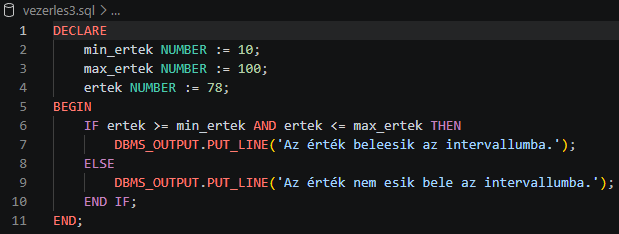 vezerles3.sql > ...
1 DECLARE
2     min_ertek NUMBER := 10;
3     max_ertek NUMBER := 100;
4     ertek NUMBER := 78;
5 BEGIN
6     IF ertek >= min_ertek AND ertek <= max_ertek THEN
7         DBMS_OUTPUT.PUT_LINE('Az érték beleesik az intervallumba.');
8     ELSE
9         DBMS_OUTPUT.PUT_LINE('Az érték nem esik bele az intervallumba.');
10     END IF;
11 END;